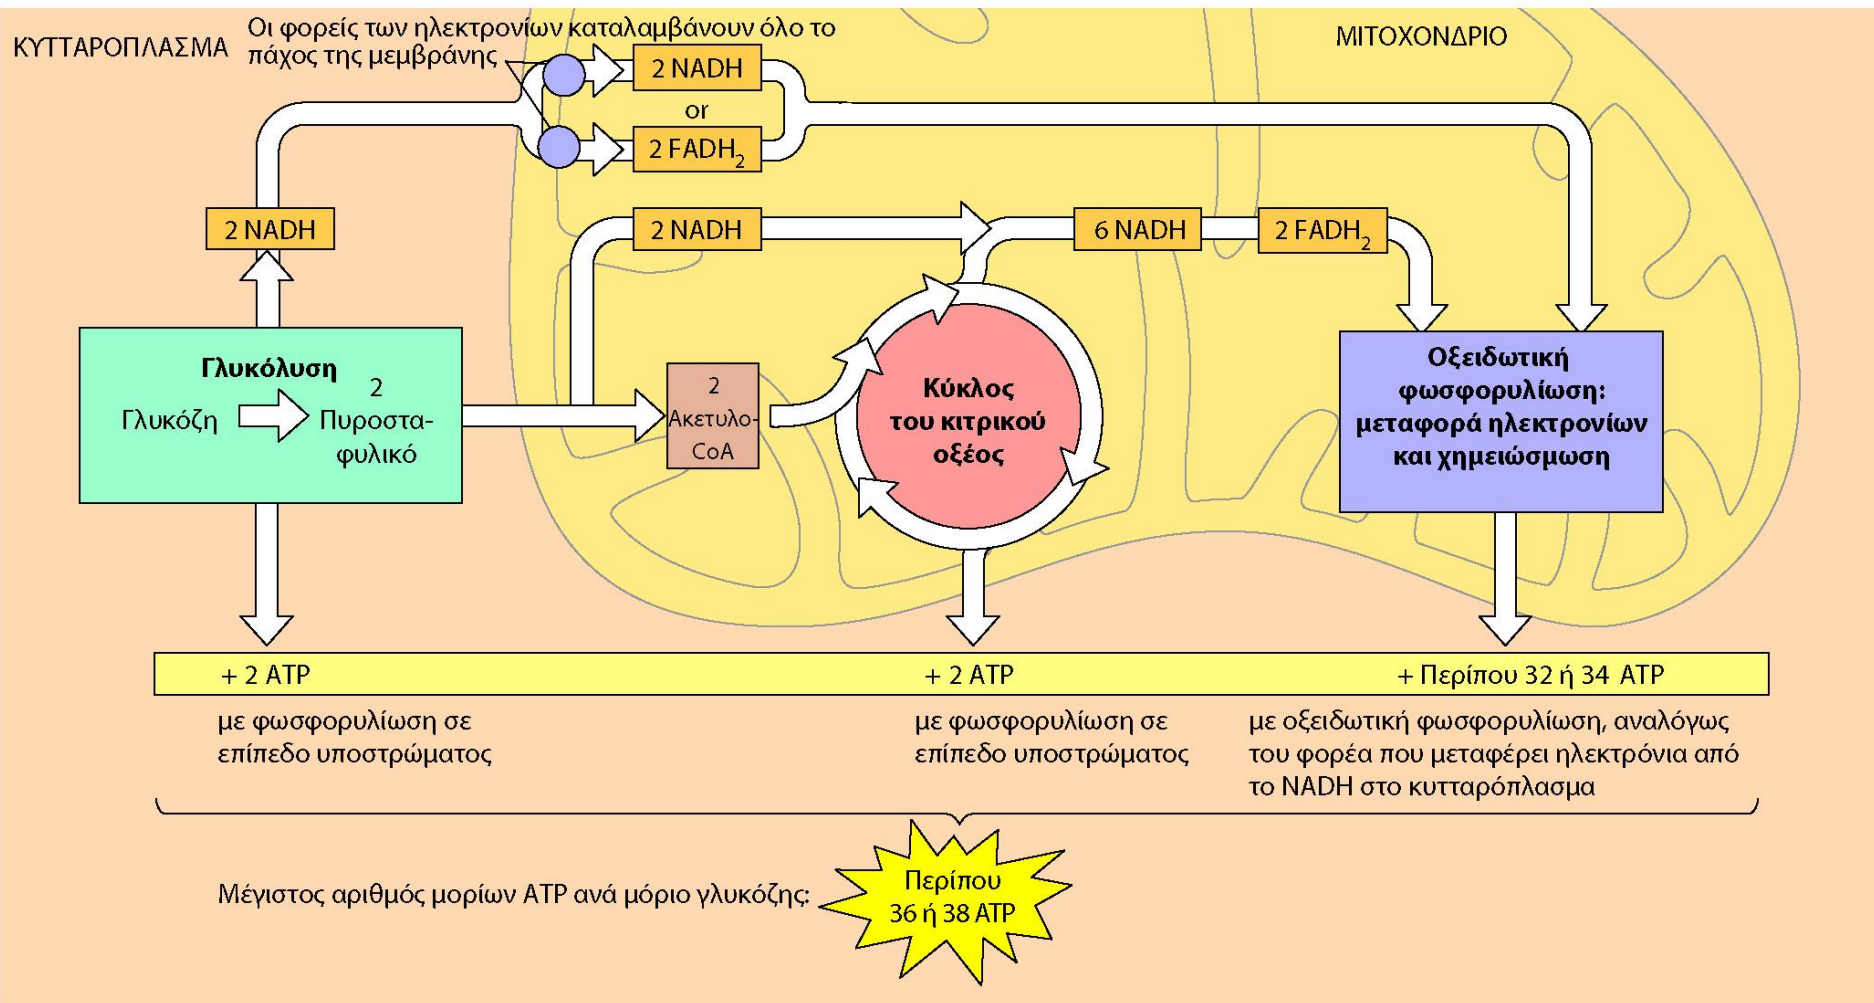 ΚΥΤΤΑΡΟΠΛΑΣΜΑ
Οι φορείς των ηλεκτρονίων καταλαμβάνουν όλο το
πάχος της μεμβράνης
ΜΙΤΟΧΟΝΔΡΙΟ
2 NADH
or
2 FADH2
2 NADH
2 NADH
6 NADH
2 FADH2
Γλυκόλυση
Γλυκόζη
2
Πυροστα-
φυλικό
2
Ακετυλο-
CoA
Κύκλος
του κιτρικού
οξέος
Οξειδωτική
φωσφορυλίωση:
μεταφορά ηλεκτρονίων
και χημειώσμωση
+ 2 ATP
+ 2 ATP
+ Περίπου 32 ή 34 ATP
με φωσφορυλίωση σε
επίπεδο υποστρώματος
με φωσφορυλίωση σε
επίπεδο υποστρώματος
με οξειδωτική φωσφορυλίωση, αναλόγως
του φορέα που μεταφέρει ηλεκτρόνια από
το NADH στο κυτταρόπλασμα
Μέγιστος αριθμός μορίων ATP ανά μόριο γλυκόζης:
Περίπου
36 ή 38 ATP